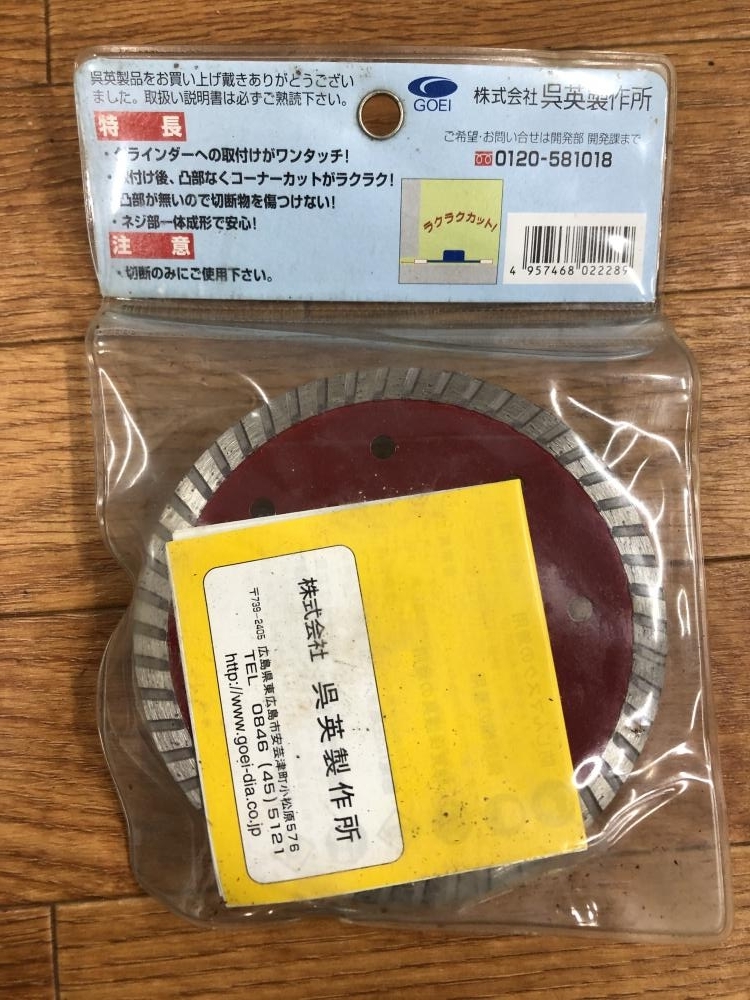 呉英製品をお買い上げ戴きありがとうござい
ました。取扱い説明書は必ずご熟読下さい。
GOEI
株式会社 呉英製作所
ご希望・お問い合せは開発部 開発課まで
0120-581018
特 長
・グラインダーへの取付けがワンタッチ!
・取付け後、凸部なくコーナーカットがラクラク!
凸部が無いので切断物を傷つけない!
・ネジ部一体成形で安心!
注 意
・切断のみにご使用下さい。
ラクラクカット!
4 957468 022289
株式会社 呉英製作所
〒739-2405 広島県東広島市安芸津町小松原576
TEL 0846 (45) 5121
http://www.goei-dia.co.jp